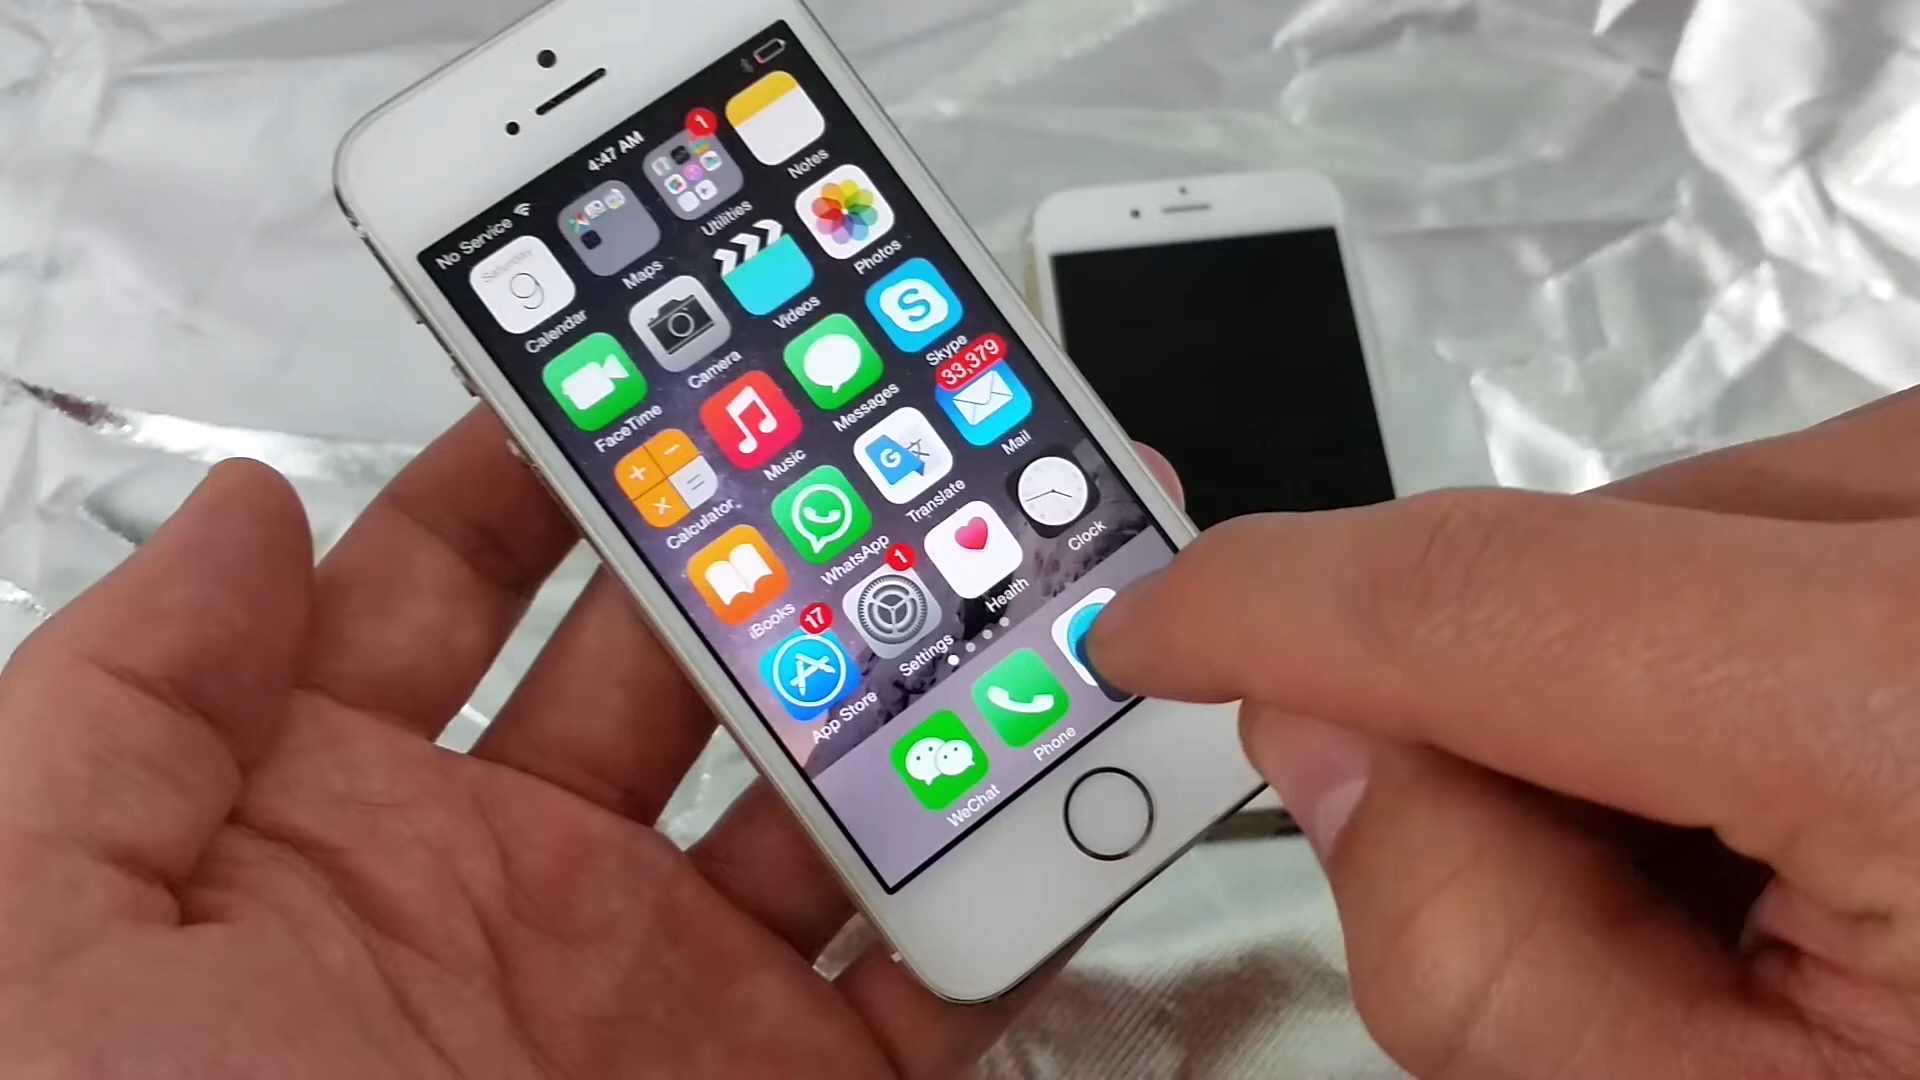 No Service
4:47 AM
Saturday
9
Calendar
Maps
1
Utilities
Notes
FaceTime
Camera
Videos
Photos
Calculator
Music
Messages
Skype
iBooks
WhatsApp
Translate
33,379
Mail
17
App Store
1
Settings
Health
Clock
WeChat
Phone
S
G